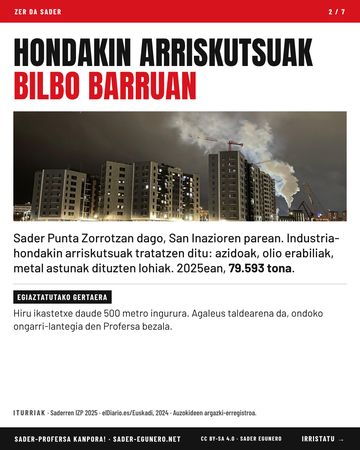 ZER DA SADER
2 / 7
HONDAKIN ARRISKUTSUAK
BILBO BARRUAN
Sader Punta Zorrotzan dago, San Inazioren parean. Industria-
hondakin arriskutsuak tratatzen ditu: azidoak, olio erabiliak,
metal astunak dituzten lohiak. 2025ean, 79.593 tona.
EGIAZTATUTAKO GERTAERA
Hiru ikastetxe daude 500 metro ingurura. Agaleus taldearena da, ondoko
ongarri-lantegia den Profersa bezala.
ITURRIAK · Saderren IZP 2025 · elDiario.es/Euskadi, 2024 · Auzokideen argazki-erregistroa.
SADER-PROFERSA KANPORA! · SADER-EGUNERO.NET
CC BY-SA 4.0 · SADER EGUNERO
IRRISTATU →